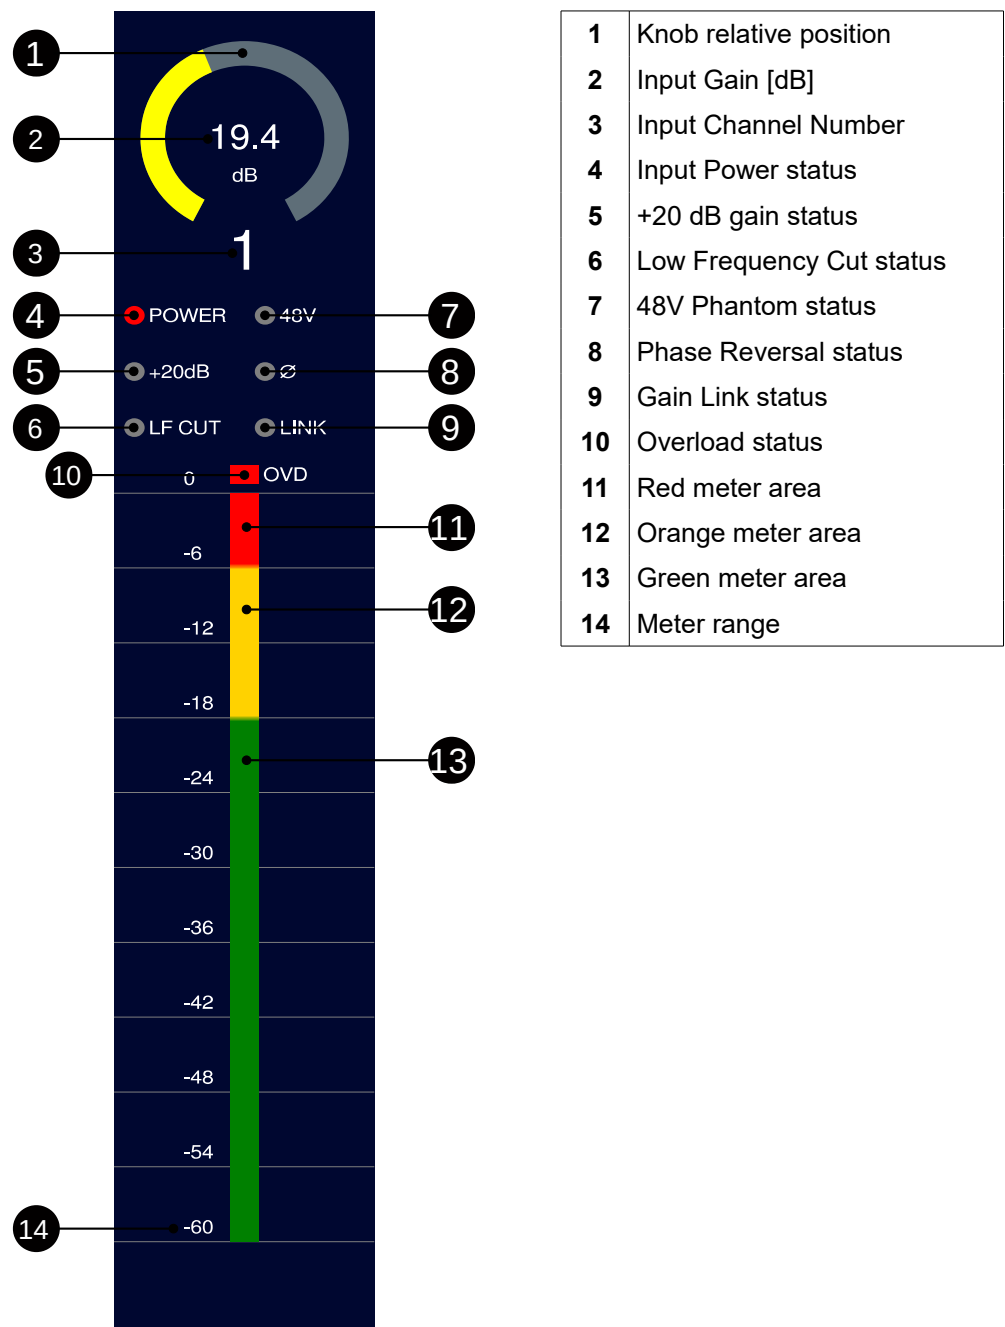 1
19.4
2
dB
3
1
4
POWER
48V
7
5
+20dB
Ø
8
6
LF CUT
LINK
9
10
0
OVD
11
-6
12
-12
-18
13
-24
-30
-36
-42
-48
-54
14
-60
1 Knob relative position
2 Input Gain [dB]
3 Input Channel Number
4 Input Power status
5 +20 dB gain status
6 Low Frequency Cut status
7 48V Phantom status
8 Phase Reversal status
9 Gain Link status
10 Overload status
11 Red meter area
12 Orange meter area
13 Green meter area
14 Meter range